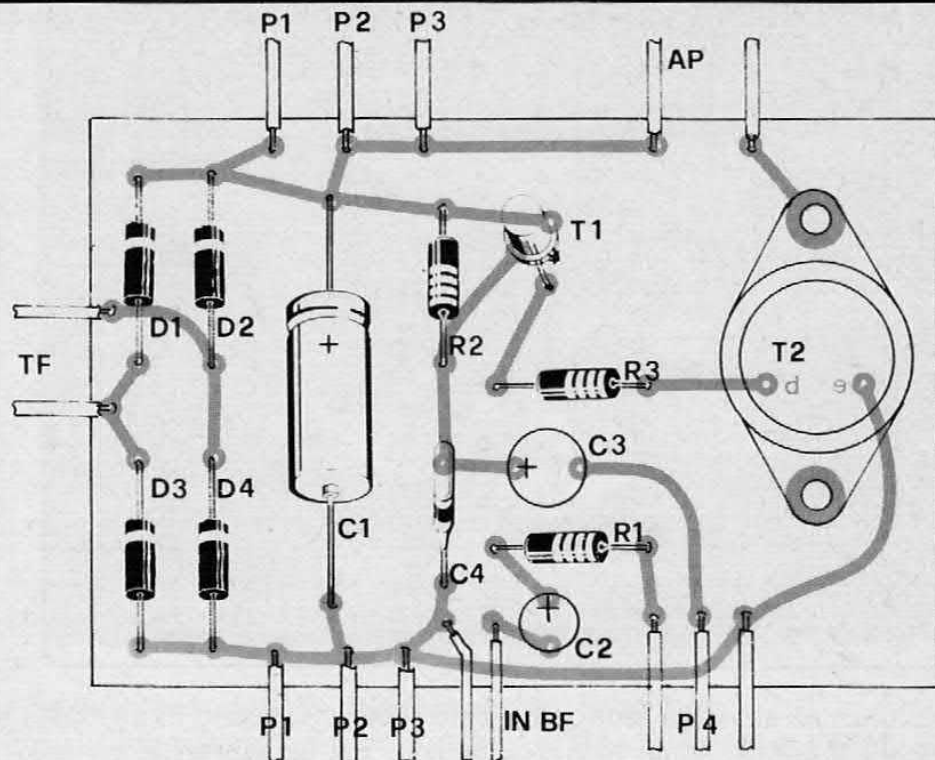 P1 P2 P3 AP
T1
D1 D2 R2
TF
T2
R3
d e
+
C3
+
D3 D4
C1
R1
C4
+
C2
P1 P2 P3 IN BF P4